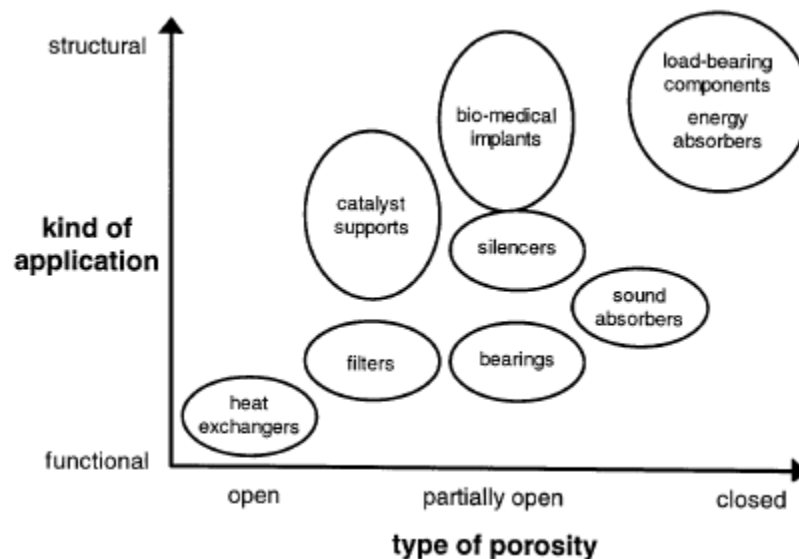 structural
load-bearing
components
energy
absorbers
bio-medical
implants
catalyst
supports
kind of
application
silencers
sound
absorbers
filters
bearings
heat
exchangers
functional
open
partially open
closed
type of porosity